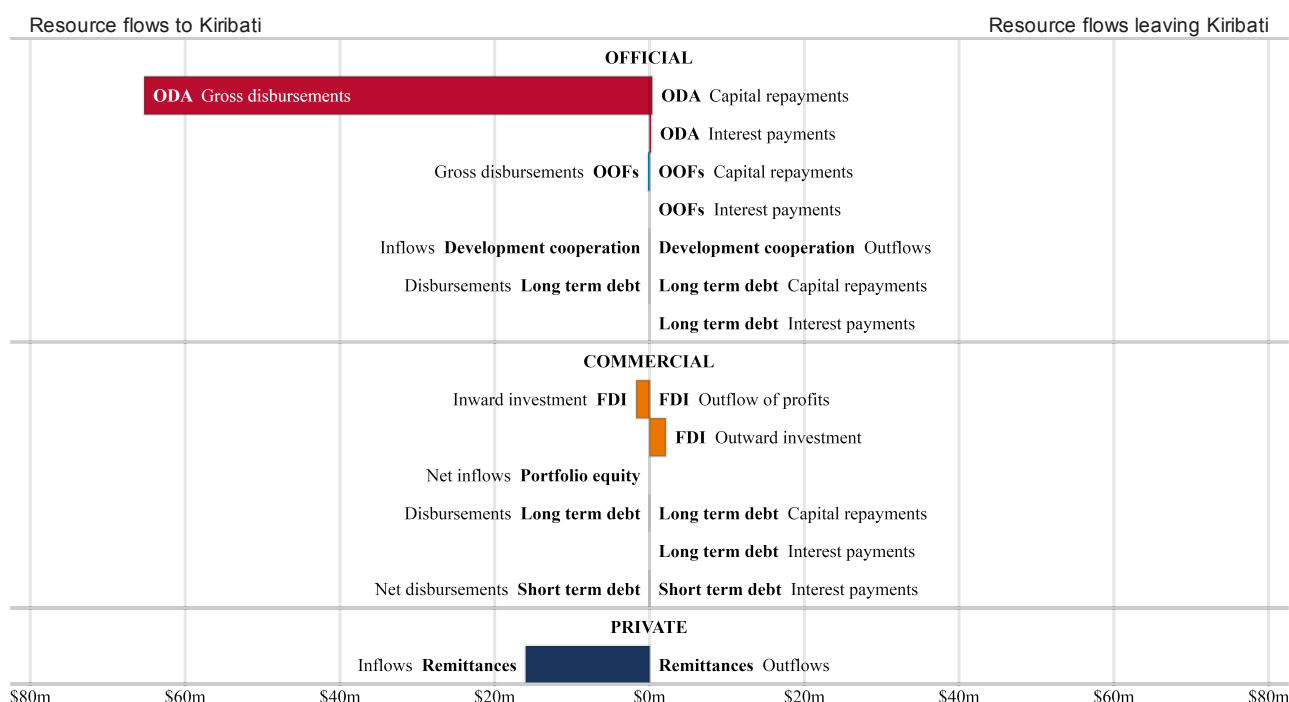 Resource flows to Kiribati Resource flows leaving Kiribati
OFFICIAL
ODA Gross disbursements ODA Capital repayments
ODA Interest payments
Gross disbursements OOFs OOFs Capital repayments
OOFs Interest payments
Inflows Development cooperation Development cooperation Outflows
Disbursements Long term debt Long term debt Capital repayments
Long term debt Interest payments
COMMERCIAL
Inward investment FDI FDI Outflow of profits
FDI Outward investment
Net inflows Portfolio equity
Disbursements Long term debt Long term debt Capital repayments
Long term debt Interest payments
Net disbursements Short term debt Short term debt Interest payments
PRIVATE
Inflows Remittances Remittances Outflows
$80m $60m $40m $20m $0m $20m $40m $60m $80m